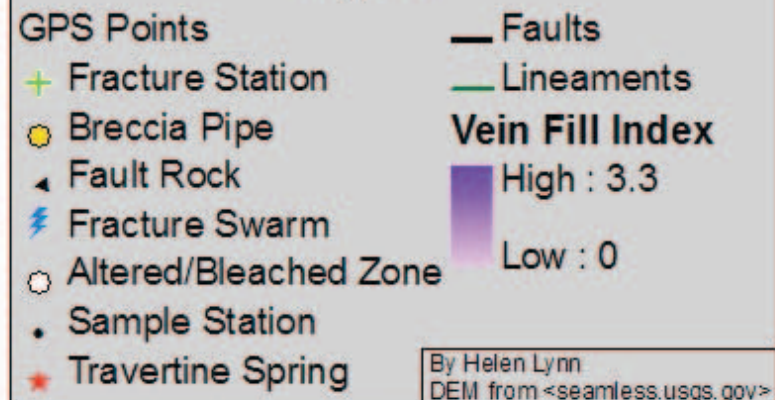 GPS Points
Fracture Station
Breccia Pipe
Fault Rock
Fracture Swarm
Altered/Bleached Zone
Sample Station
Travertine Spring
Faults
Lineaments
Vein Fill Index
High : 3.3
Low : 0
By Helen Lynn
DEM from <seamless.usgs.gov>